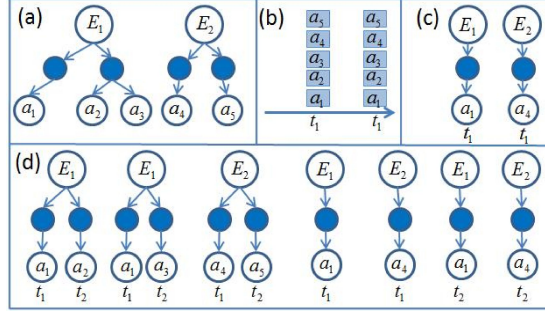 (a) E₁ E₂
a₁ a₂ a₃ a₄ a₅
(b)
a₅ a₅
a₄ a₄
a₃ a₃
a₂ a₂
a₁ a₁
t₁ t₁
(c)
E₁ E₂
a₁ a₄
t₁ t₁
(d)
E₁ E₁ E₂ E₁ E₂ E₁ E₂
a₁ a₂ a₁ a₃ a₄ a₅ a₁ a₄ a₁ a₄
t₁ t₂ t₁ t₂ t₁ t₂ t₁ t₁ t₂ t₂